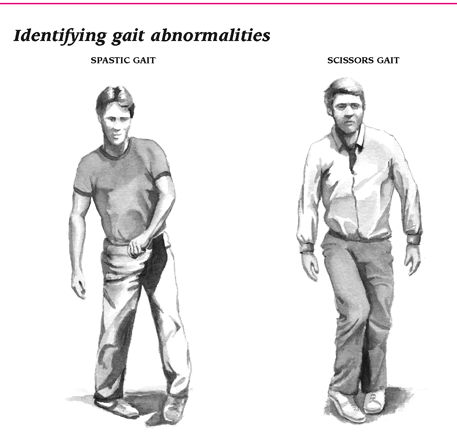 Identifying gait abnormalities
SPASTIC GAIT
SCISSORS GAIT